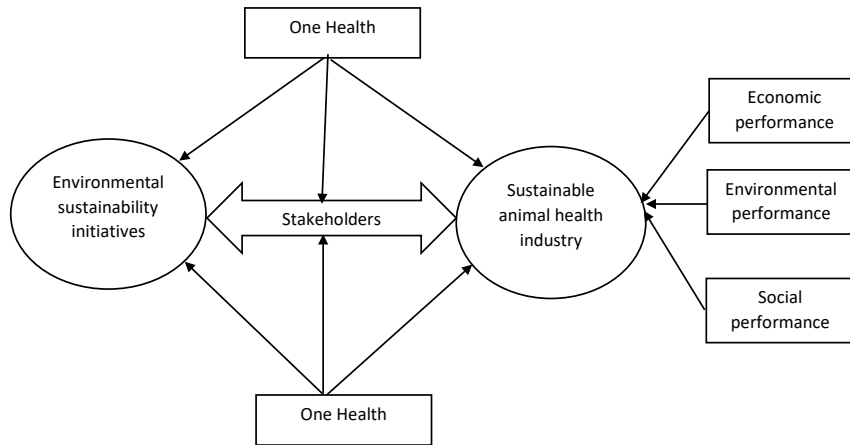 One Health
Economic
performance
Environmental
sustainability
initiatives
Stakeholders
Sustainable
animal health
industry
Environmental
performance
Social
performance
One Health